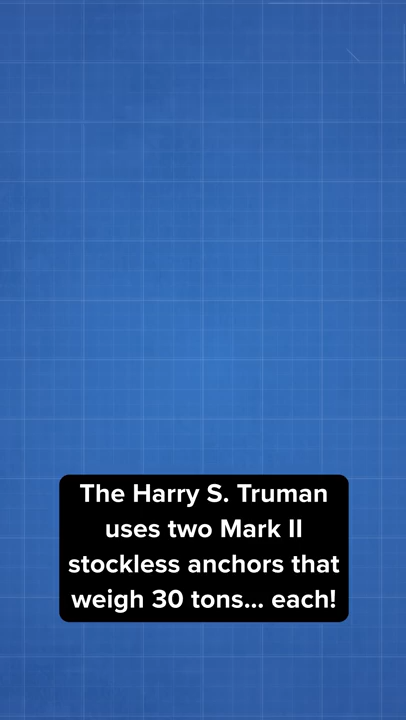 The Harry S. Truman
uses two Mark II
stockless anchors that
weigh 30 tons... each!